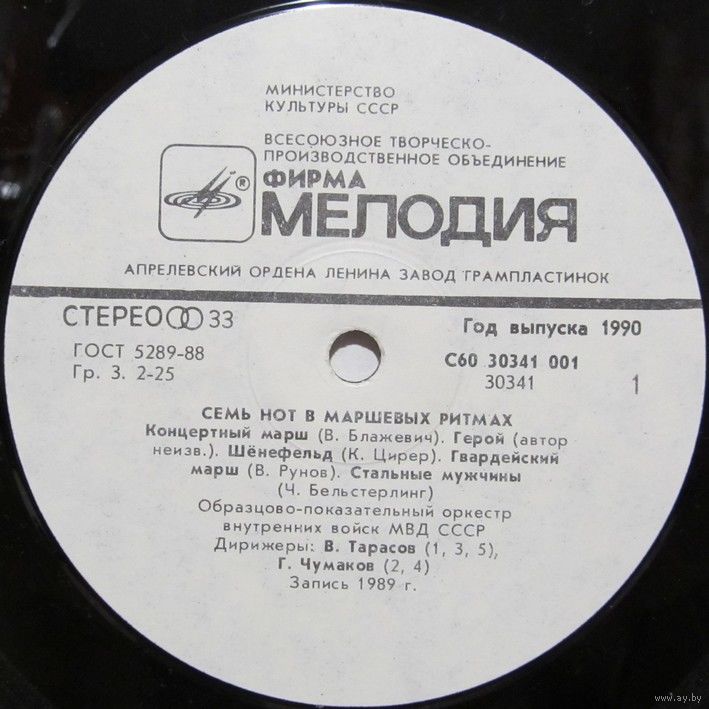 МИНИСТЕРСТВО
КУЛЬТУРЫ СССР
ВСЕСОЮЗНОЕ ТВОРЧЕСКО-
ПРОИЗВОДСТВЕННОЕ ОБЪЕДИНЕНИЕ
®
ФИРМА
МЕЛОДИЯ
АПРЕЛЕВСКИЙ ОРДЕНА ЛЕНИНА ЗАВОД ГРАМПЛАСТИНОК
СТЕРЕО 33
Год выпуска 1990
ГОСТ 5289-88
Гр. 3. 2-25
С60 30341 001
30341
1
СЕМЬ НОТ В МАРШЕВЫХ РИТМАХ
Концертный марш (В. Блажевич). Герой (автор
неизв.). Шёнефельд (К. Цирер). Гвардейский
марш (В. Рунов). Стальные мужчины
(Ч. Бельстерлинг)
Образцово-показательный оркестр
внутренних войск МВД СССР
Дирижеры: В. Тарасов (1, 3, 5),
Г. Чумаков (2, 4)
Запись 1989 г.
www.ay.by